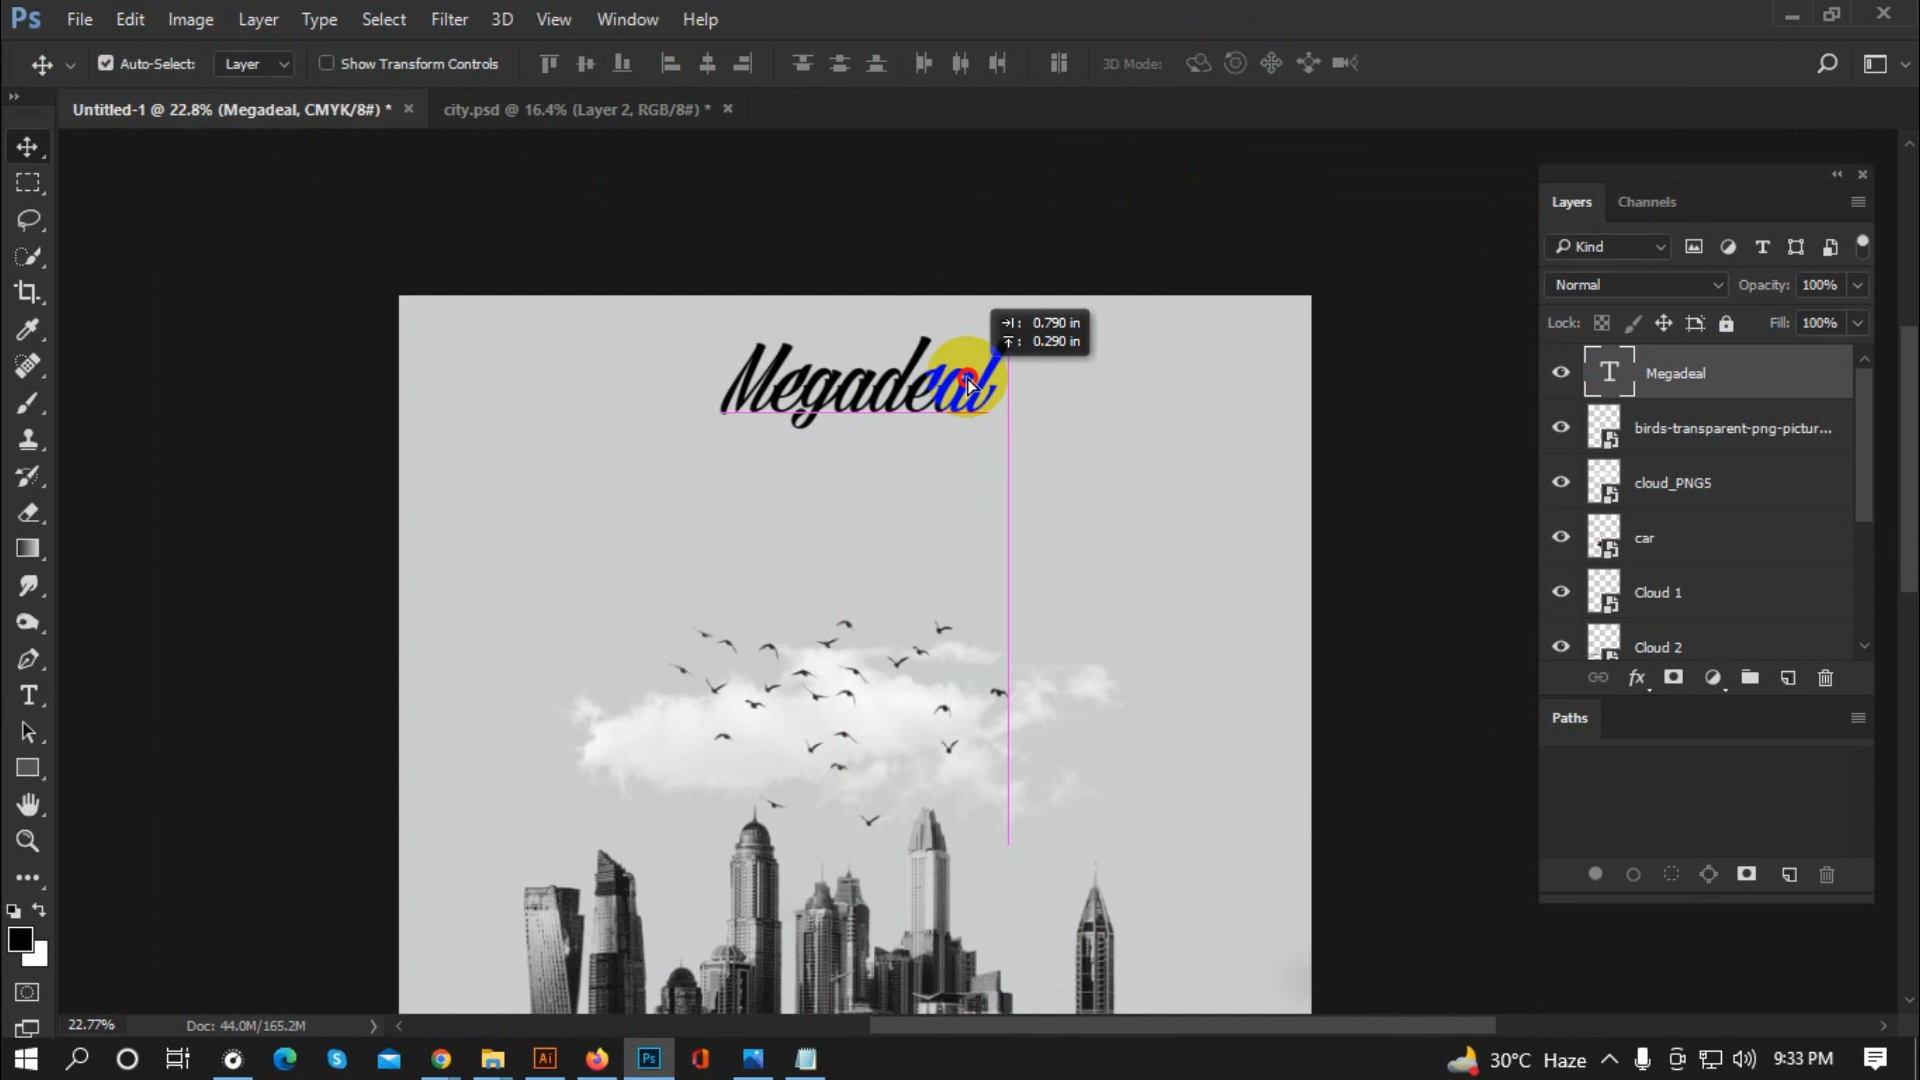 Ps File Edit Image Layer Type Select Filter 3D View Window Help
Auto-Select: Layer Show Transform Controls 3D Mode:
Untitled-1 @ 22.8% (Megadeal, CMYK/8#) * city.psd @ 16.4% (Layer 2, RGB/8#) *
Layers Channels
Kind
Normal Opacity: 100%
Lock: Fill: 100%
Megadeal
birds-transparent-png-pictur...
cloud_PNG5
car
Cloud 1
Cloud 2
fx
Paths
0.790 in
0.290 in
Megadeal
22.77% Doc: 44.0M/165.2M
Ai Ps 30°C Haze 9:33 PM